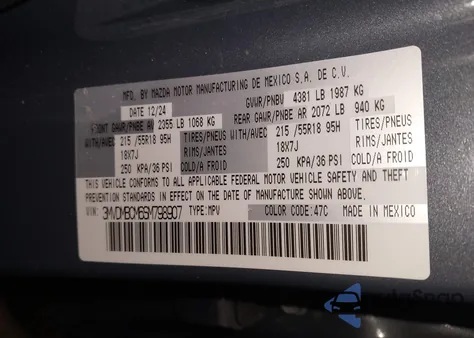 MFD. BY MAZDA MOTOR MANUFACTURING DE MEXICO S.A. DE C.V.
DATE 12/24 GVWR/PNBV 4381 LB 1987 KG
FRONT GAWR/PNBE AV 2355 LB 1068 KG REAR GAWR/PNBE AR 2072 LB 940 KG
WITH/AVEC 215 /55R18 95H TIRES/PNEUS WITH/AVEC 215 /55R18 95H TIRES/PNEUS
18X7J RIMS/JANTES 18X7J RIMS/JANTES
250 KPA/36 PSI COLD/A FROID 250 KPA/36 PSI COLD/A FROID
THIS VEHICLE CONFORMS TO ALL APPLICABLE FEDERAL MOTOR VEHICLE SAFETY AND THEFT
PREVENTION STANDARDS IN EFFECT ON THE DATE OF MANUFACTURE SHOWN ABOVE.
VIN: 3MVDMBCM6SM798907 TYPE:MPV COLOR CODE:47C MADE IN MEXICO